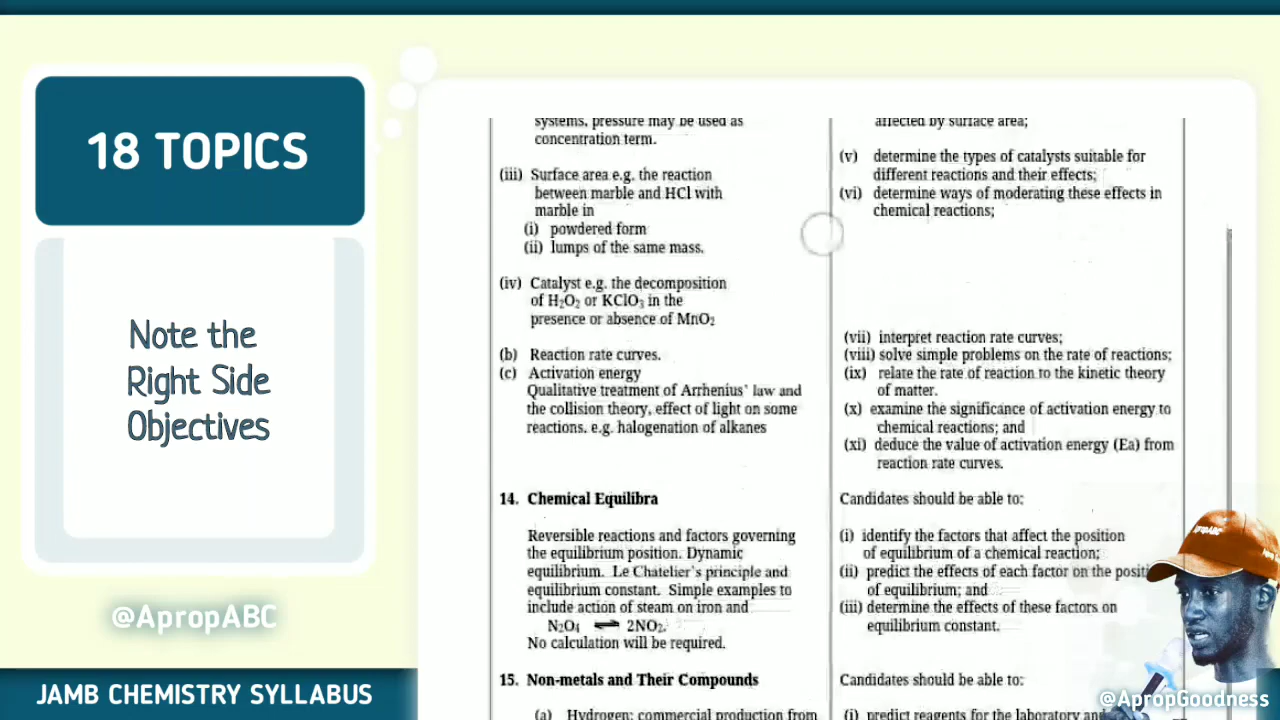 18 TOPICS
Note the
Right Side
Objectives
@ApropABC
JAMB CHEMISTRY SYLLABUS
systems, pressure may be used as
concentration term.
(iii) Surface area e.g. the reaction
between marble and HCl with
marble in
(i) powdered form
(ii) lumps of the same mass.
(iv) Catalyst e.g. the decomposition
of H₂O₂ or KClO₃ in the
presence or absence of MnO₂
(b) Reaction rate curves.
(c) Activation energy
Qualitative treatment of Arrhenius' law and
the collision theory, effect of light on some
reactions. e.g. halogenation of alkanes
14. Chemical Equilibra
Reversible reactions and factors governing
the equilibrium position. Dynamic
equilibrium. Le Chatelier's principle and
equilibrium constant. Simple examples to
include action of steam on iron and
N₂O₄ ⇌ 2NO₂.
No calculation will be required.
15. Non-metals and Their Compounds
(a) Hydrogen: commercial production from
affected by surface area;
(v) determine the types of catalysts suitable for
different reactions and their effects;
(vi) determine ways of moderating these effects in
chemical reactions;
(vii) interpret reaction rate curves;
(viii) solve simple problems on the rate of reactions;
(ix) relate the rate of reaction to the kinetic theory
of matter.
(x) examine the significance of activation energy to
chemical reactions; and
(xi) deduce the value of activation energy (Ea) from
reaction rate curves.
Candidates should be able to:
(i) identify the factors that affect the position
of equilibrium of a chemical reaction;
(ii) predict the effects of each factor on the positi
of equilibrium; and
(iii) determine the effects of these factors on
equilibrium constant.
Candidates should be able to:
(i) predict reagents for the laboratory and
@ApropGoodness